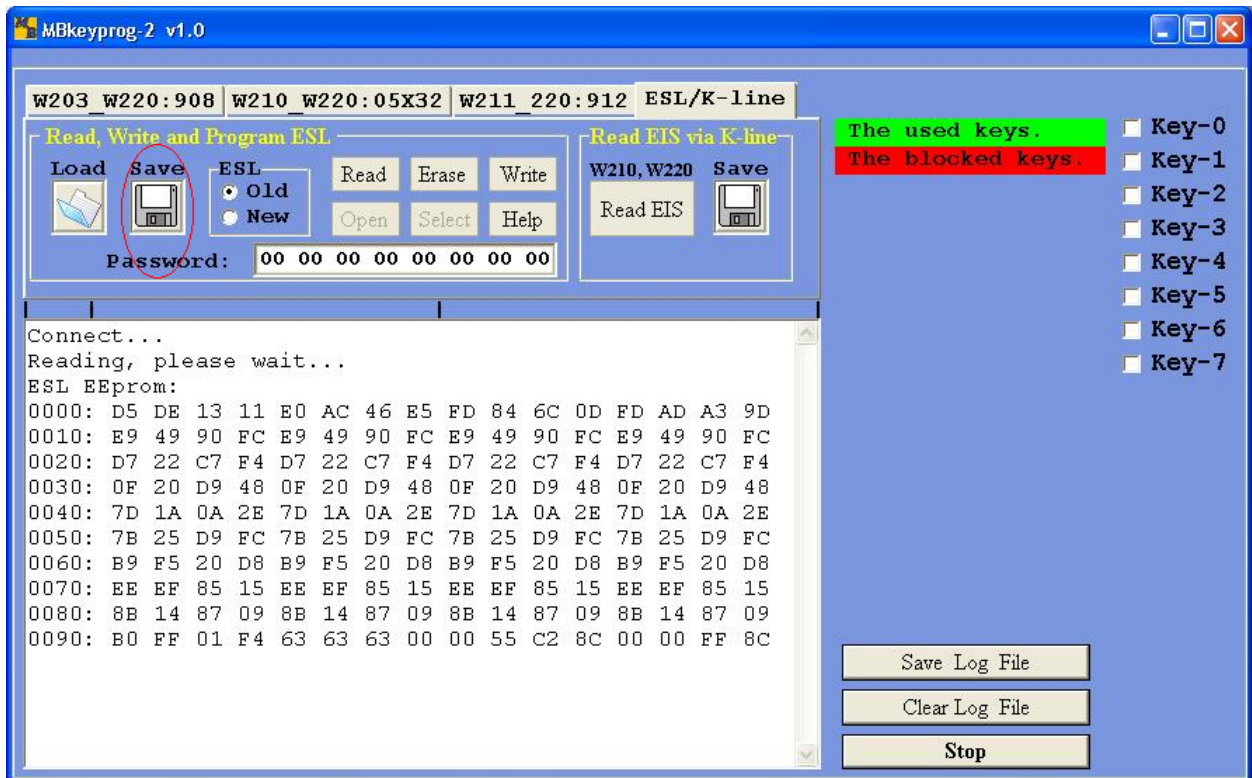 MBkeyprog-2 v1.0
W203_W220:908 W210_W220:05X32 W211_220:912 ESL/K-line
Read, Write and Program ESL
Load Save ESL
Old
New
Read Erase Write
Open Select Help
Password: 00 00 00 00 00 00 00 00
Read EIS via K-line
W210, W220 Save
Read EIS
The used keys.
The blocked keys.
Key-0
Key-1
Key-2
Key-3
Key-4
Key-5
Key-6
Key-7
Connect...
Reading, please wait...
ESL EEprom:
0000: D5 DE 13 11 E0 AC 46 E5 FD 84 6C 0D FD AD A3 9D
0010: E9 49 90 FC E9 49 90 FC E9 49 90 FC E9 49 90 FC
0020: D7 22 C7 F4 D7 22 C7 F4 D7 22 C7 F4 D7 22 C7 F4
0030: 0F 20 D9 48 0F 20 D9 48 0F 20 D9 48 0F 20 D9 48
0040: 7D 1A 0A 2E 7D 1A 0A 2E 7D 1A 0A 2E 7D 1A 0A 2E
0050: 7B 25 D9 FC 7B 25 D9 FC 7B 25 D9 FC 7B 25 D9 FC
0060: B9 F5 20 D8 B9 F5 20 D8 B9 F5 20 D8 B9 F5 20 D8
0070: EE EF 85 15 EE EF 85 15 EE EF 85 15 EE EF 85 15
0080: 8B 14 87 09 8B 14 87 09 8B 14 87 09 8B 14 87 09
0090: B0 FF 01 F4 63 63 63 00 00 55 C2 8C 00 00 FF 8C
Save Log File
Clear Log File
Stop